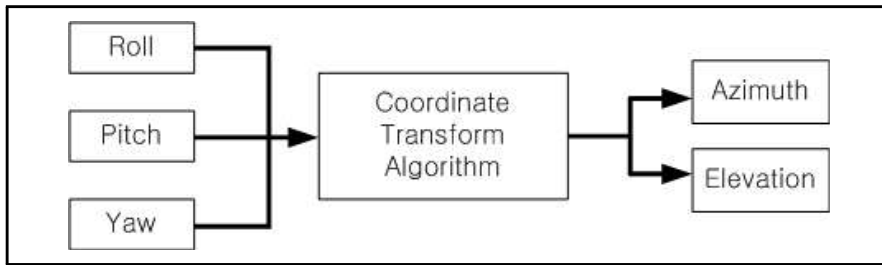 Roll
Pitch
Yaw
Coordinate
Transform
Algorithm
Azimuth
Elevation